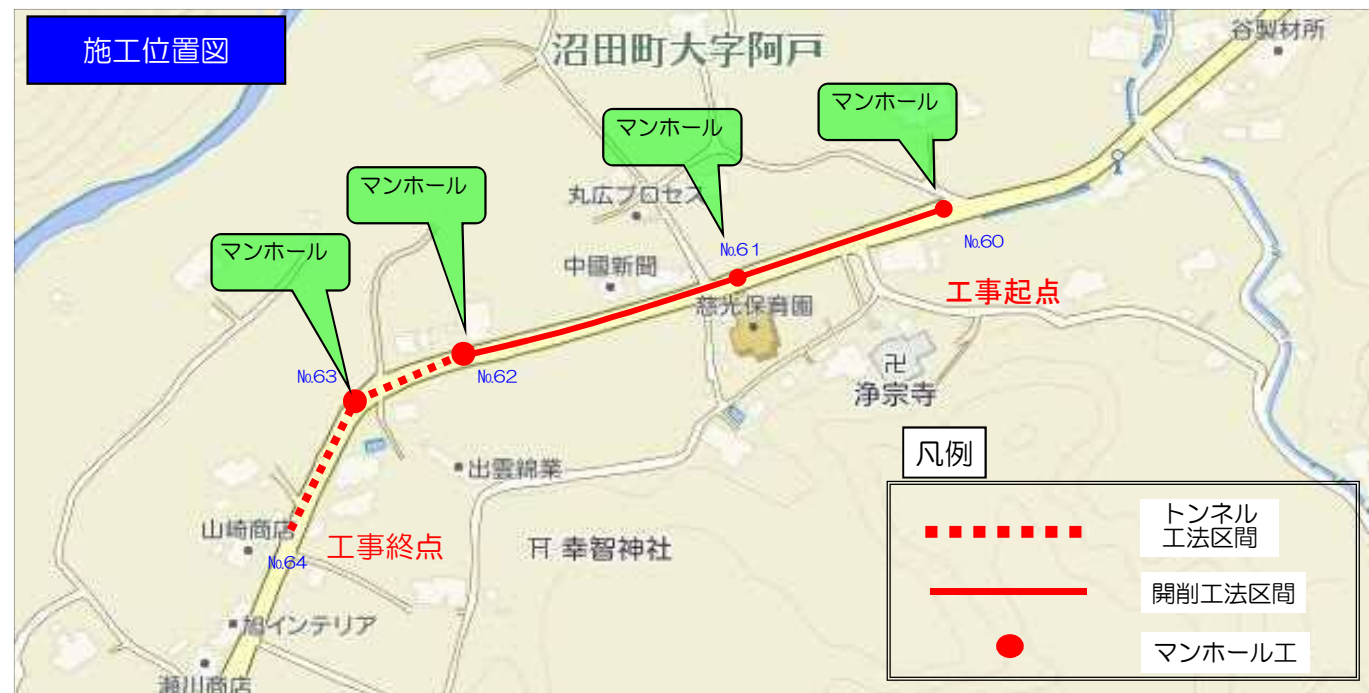 施工位置図
沼田町大字阿戸
谷製材所
マンホール
マンホール
マンホール
マンホール
丸広プロセス
№61
№60
中國新聞
工事起点
慈光保育園
№63
№62
浄宗寺
凡例
出雲綿業
トンネル
工法区間
山崎商店
工事終点
幸智神社
№64
開削工法区間
旭インテリア
マンホール工
瀬川商店